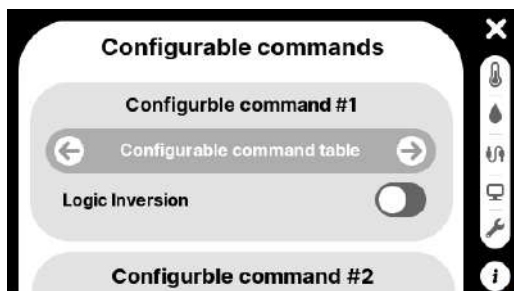 Configurable commands
Configurble command #1
Configurable command table
Logic Inversion
Configurble command #2
i